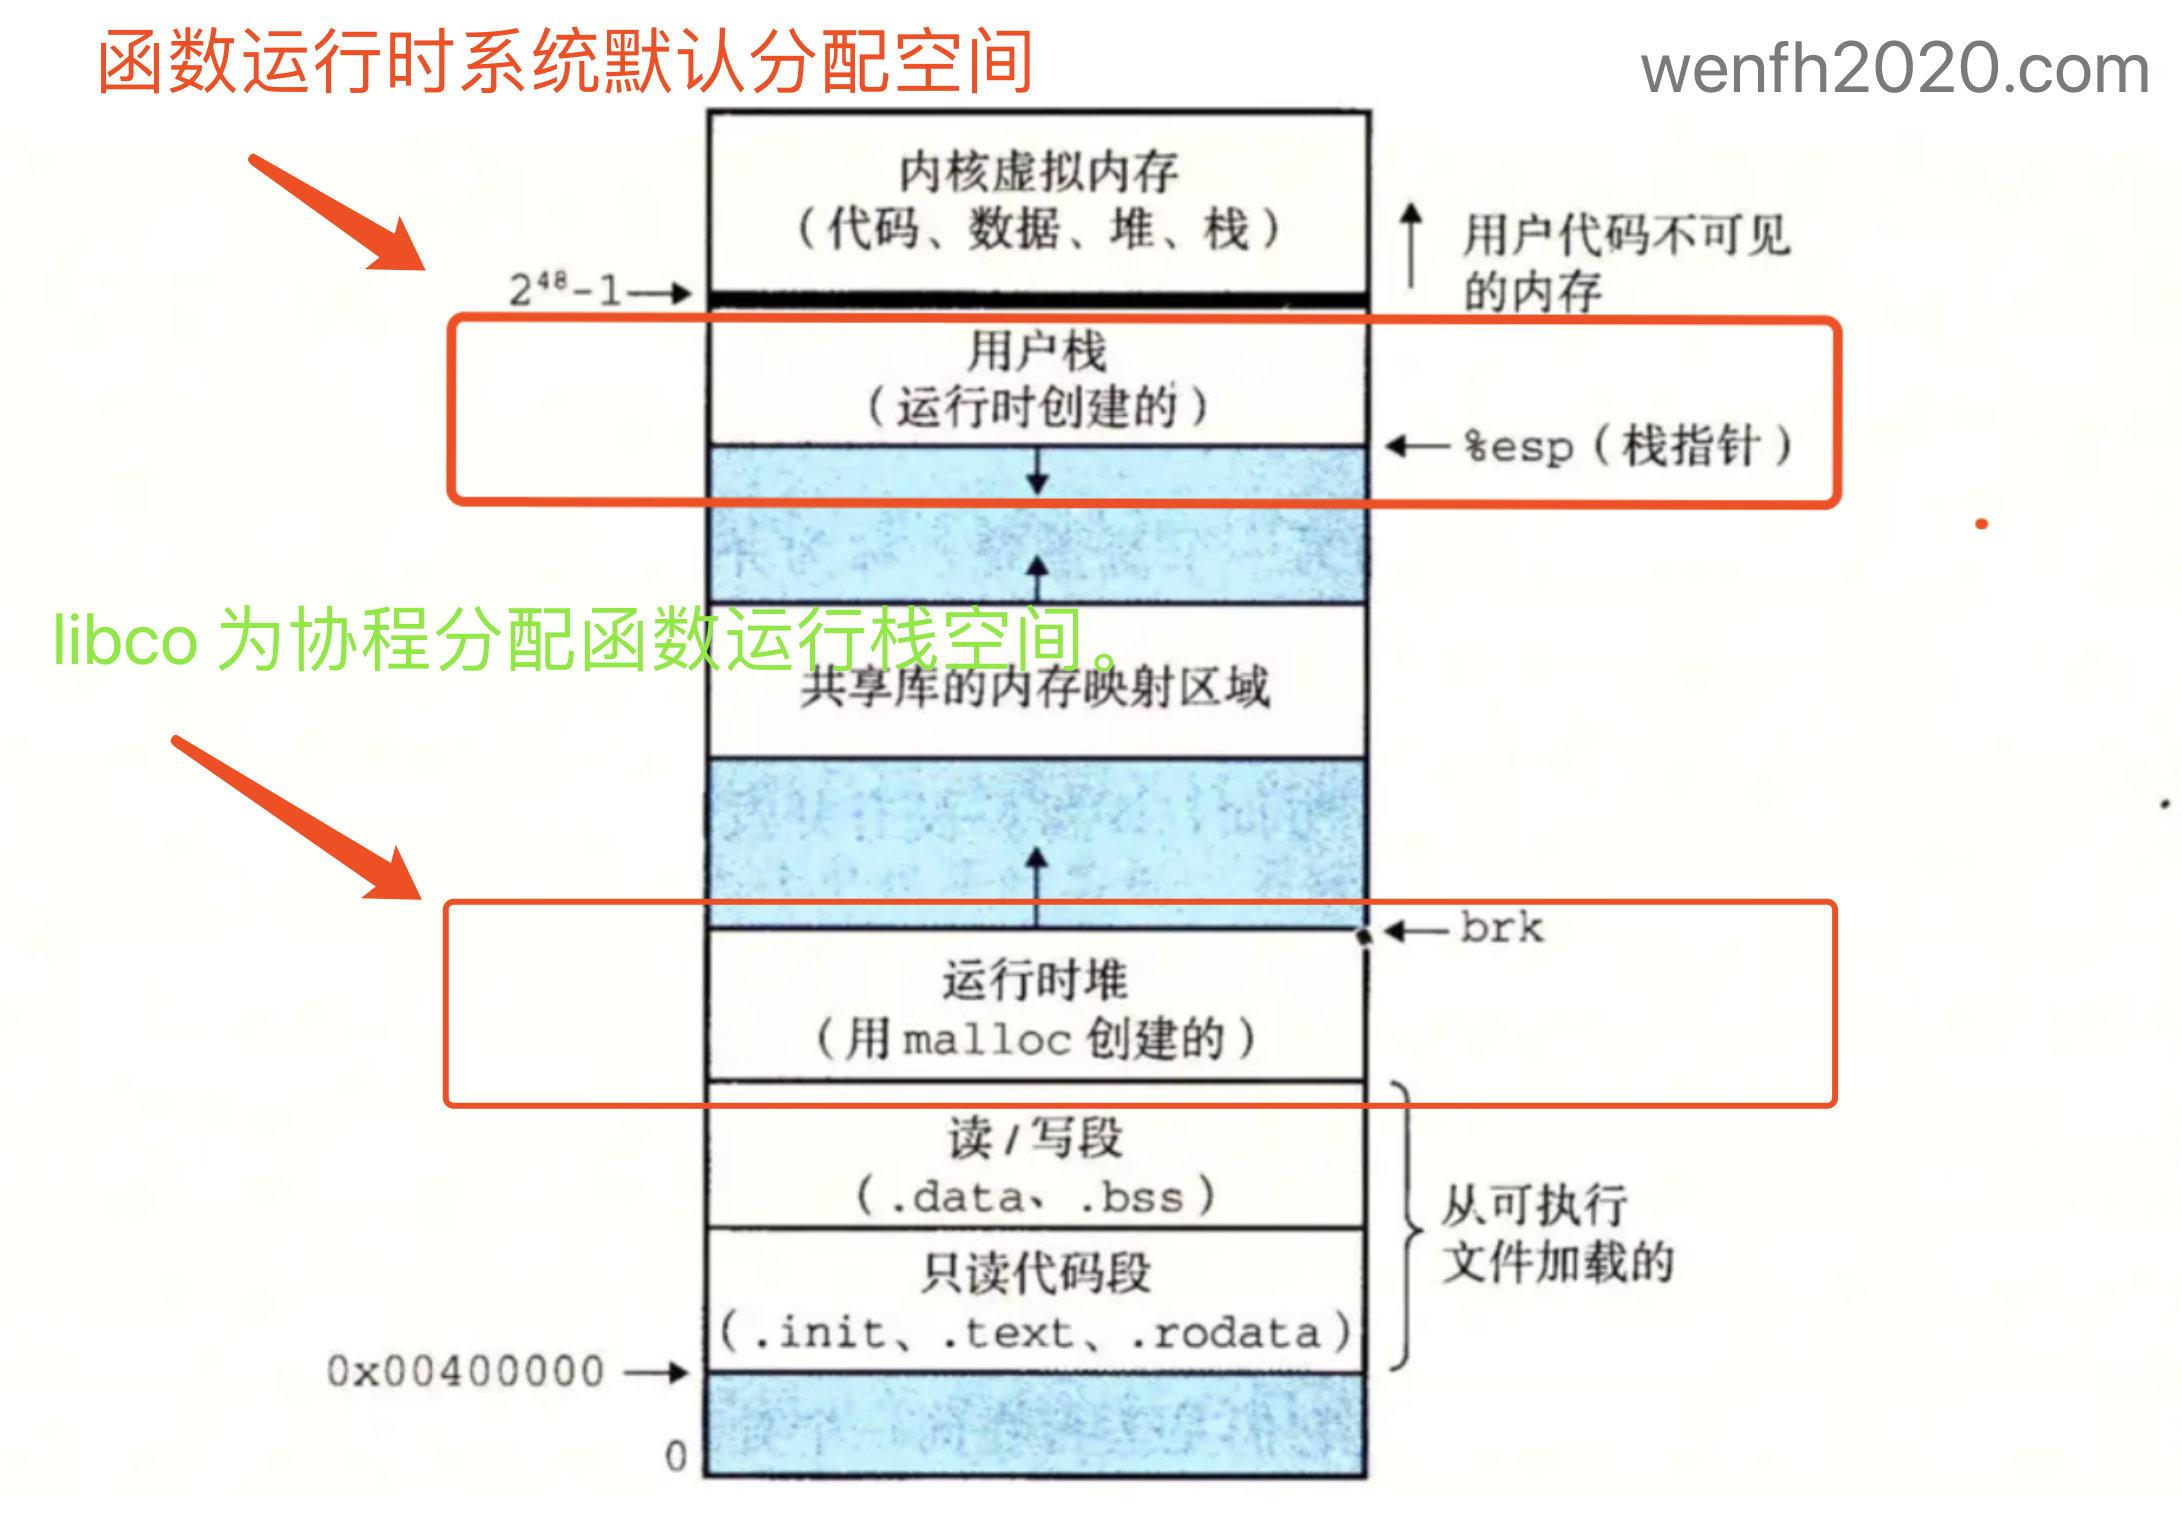 函数运行时系统默认分配空间
wenfh2020.com
内核虚拟内存
（代码、数据、堆、栈）
用户代码不可见
的内存
2⁴⁸-1
用户栈
（运行时创建的）
%esp（栈指针）
libco 为协程分配函数运行栈空间。
共享库的内存映射区域
brk
运行时堆
（用 malloc 创建的）
读/写段
（.data、.bss）
从可执行
文件加载的
只读代码段
（.init、.text、.rodata）
0x00400000
0